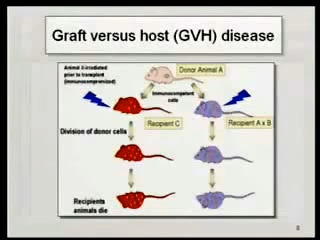 Graft versus host (GVH) disease
Animal X-irradiated
prior to transplant
(immunocompromized)
Donor Animal A
Immunocompetent
cells
Recipient C
Recipient A x B
Division of donor cells
Recipients
animals die